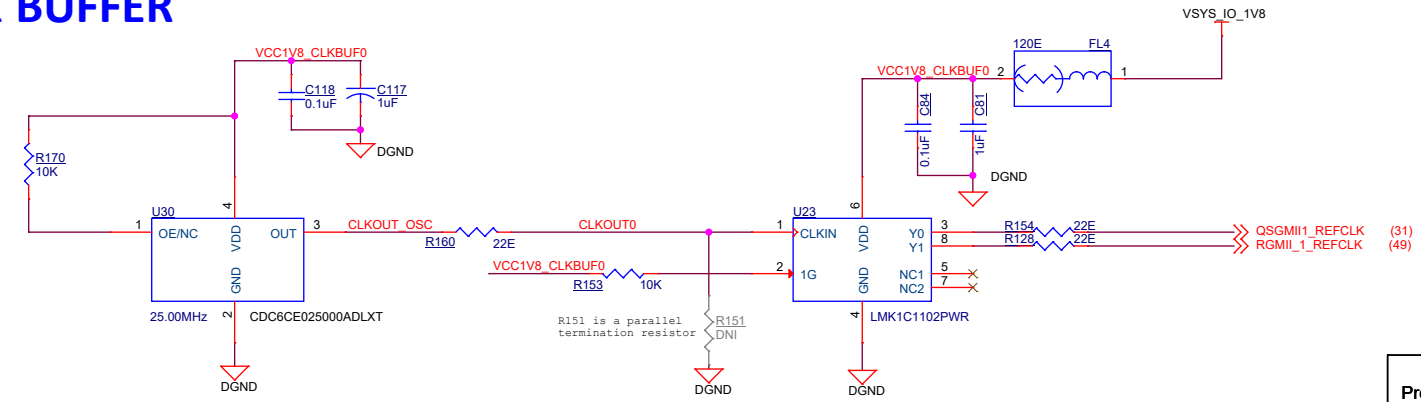 BUFFER
VSYS_IO_1V8
VCC1V8_CLKBUF0
120E
FL4
VCC1V8_CLKBUF0
2
1
C118
0.1uF
C117
1uF
C84
0.1uF
C81
1uF
DGND
DGND
R170
10K
4
6
U30
U23
1
OE/NC
VDD
OUT
3
CLKOUT_OSC
R160
22E
CLKOUT0
1
CLKIN
VDD
Y0
3
R154
22E
QSGMII1_REFCLK (31)
Y1
8
R128
22E
RGMII_1_REFCLK (49)
VCC1V8_CLKBUF0
R153
10K
2
1G
GND
GND
NC1
5
NC2
7
25.00MHz
2
CDC6CE025000ADLXT
R151 is a parallel
termination resistor
R151
DNI
4
LMK1C1102PWR
DGND
DGND
DGND